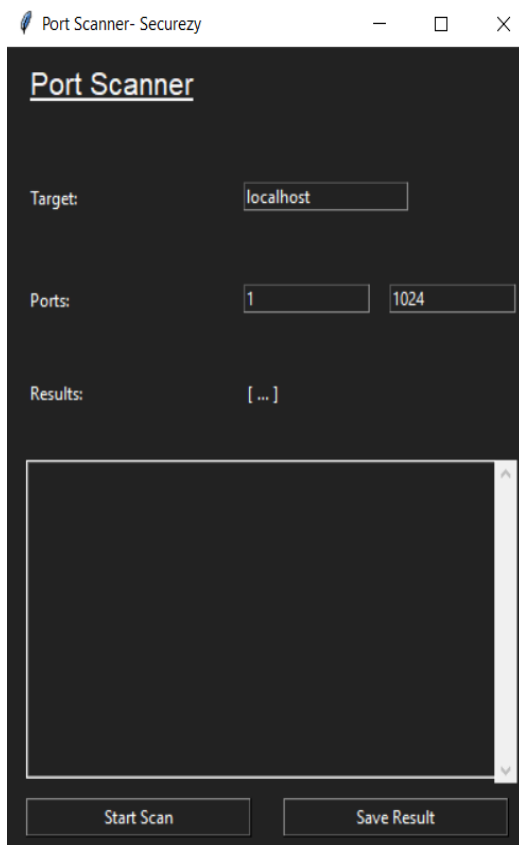 Port Scanner- Securezy
Port Scanner
Target: localhost
Ports: 1 1024
Results: [ ... ]
Start Scan Save Result